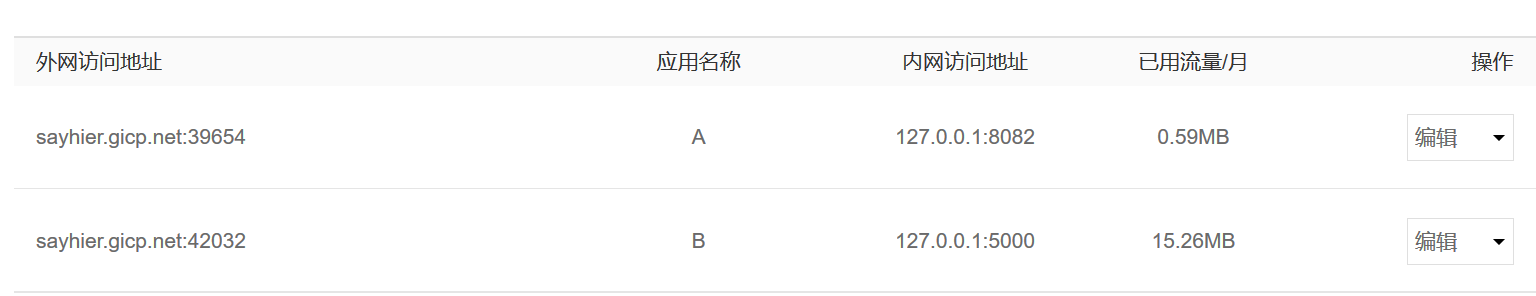 外网访问地址 应用名称 内网访问地址 已用流量/月 操作
sayhier.gicp.net:39654 A 127.0.0.1:8082 0.59MB 编辑
sayhier.gicp.net:42032 B 127.0.0.1:5000 15.26MB 编辑